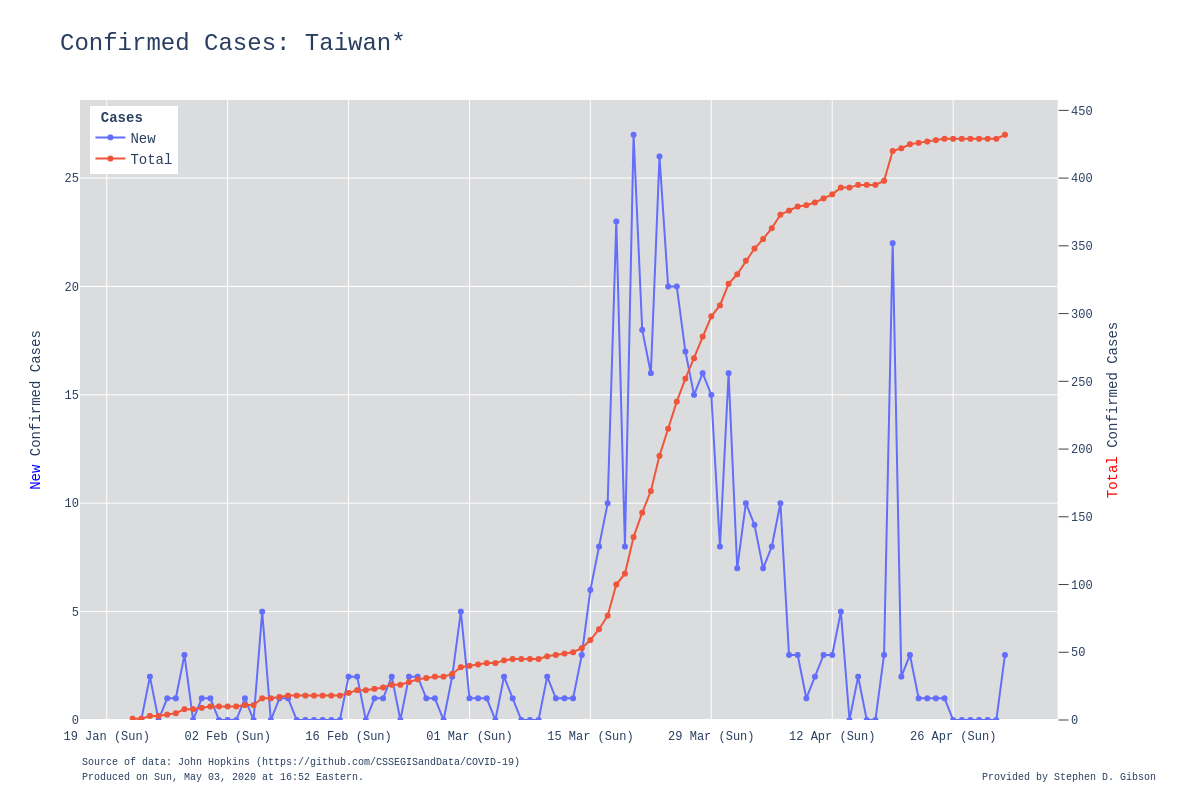 Confirmed Cases: Taiwan*
Cases
New
Total
450
25
400
350
20
300
15
250
200
10
150
100
5
50
0
0
New Confirmed Cases
Total Confirmed Cases
19 Jan (Sun)
02 Feb (Sun)
16 Feb (Sun)
01 Mar (Sun)
15 Mar (Sun)
29 Mar (Sun)
12 Apr (Sun)
26 Apr (Sun)
Source of data: John Hopkins (https://github.com/CSSEGISandData/COVID-19)
Produced on Sun, May 03, 2020 at 16:52 Eastern.
Provided by Stephen D. Gibson